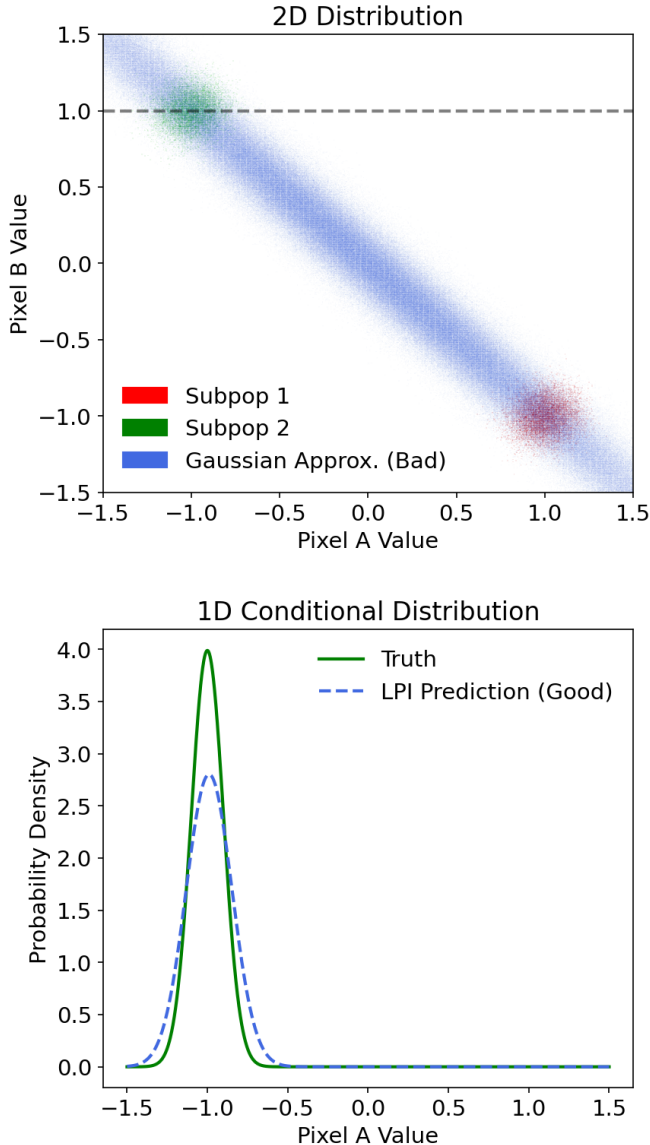 2D Distribution
1.5
1.0
0.5
0.0
−0.5
−1.0
−1.5
Pixel B Value
Subpop 1
Subpop 2
Gaussian Approx. (Bad)
−1.5 −1.0 −0.5 0.0 0.5 1.0 1.5
Pixel A Value
1D Conditional Distribution
4.0
3.5
3.0
2.5
2.0
1.5
1.0
0.5
0.0
Probability Density
Truth
LPI Prediction (Good)
−1.5 −1.0 −0.5 0.0 0.5 1.0 1.5
Pixel A Value